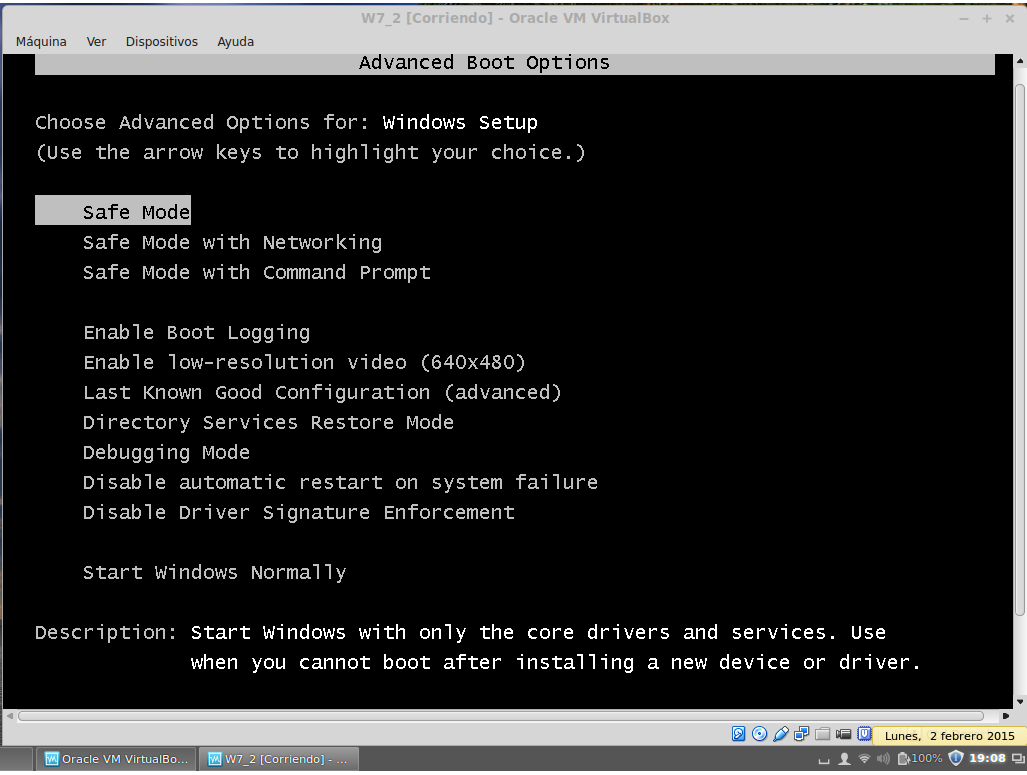 W7_2 [Corriendo] - Oracle VM VirtualBox
Máquina Ver Dispositivos Ayuda
Advanced Boot Options
Choose Advanced Options for: Windows Setup
(Use the arrow keys to highlight your choice.)
Safe Mode
Safe Mode with Networking
Safe Mode with Command Prompt
Enable Boot Logging
Enable low-resolution video (640x480)
Last Known Good Configuration (advanced)
Directory Services Restore Mode
Debugging Mode
Disable automatic restart on system failure
Disable Driver Signature Enforcement
Start Windows Normally
Description: Start Windows with only the core drivers and services. Use
when you cannot boot after installing a new device or driver.
Lunes, 2 febrero 2015
Oracle VM VirtualBo... W7_2 [Corriendo] - ... 100% 19:08